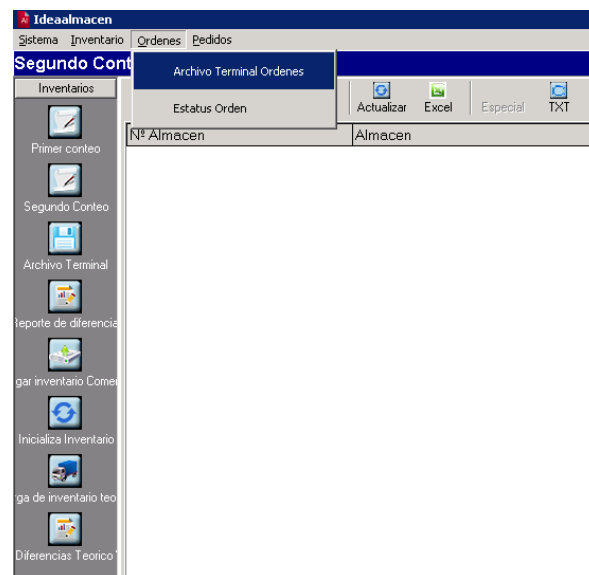 Ideaalmacen
Sistema Inventario Ordenes Pedidos
Segundo Cont
Archivo Terminal Ordenes
Estatus Orden
Inventarios
Actualizar Excel Especial TXT
Nº Almacen Almacen
Primer conteo
Segundo Conteo
Archivo Terminal
Reporte de diferencia
gar inventario Comer
Inicializa Inventario
ga de inventario teo
Diferencias Teorico